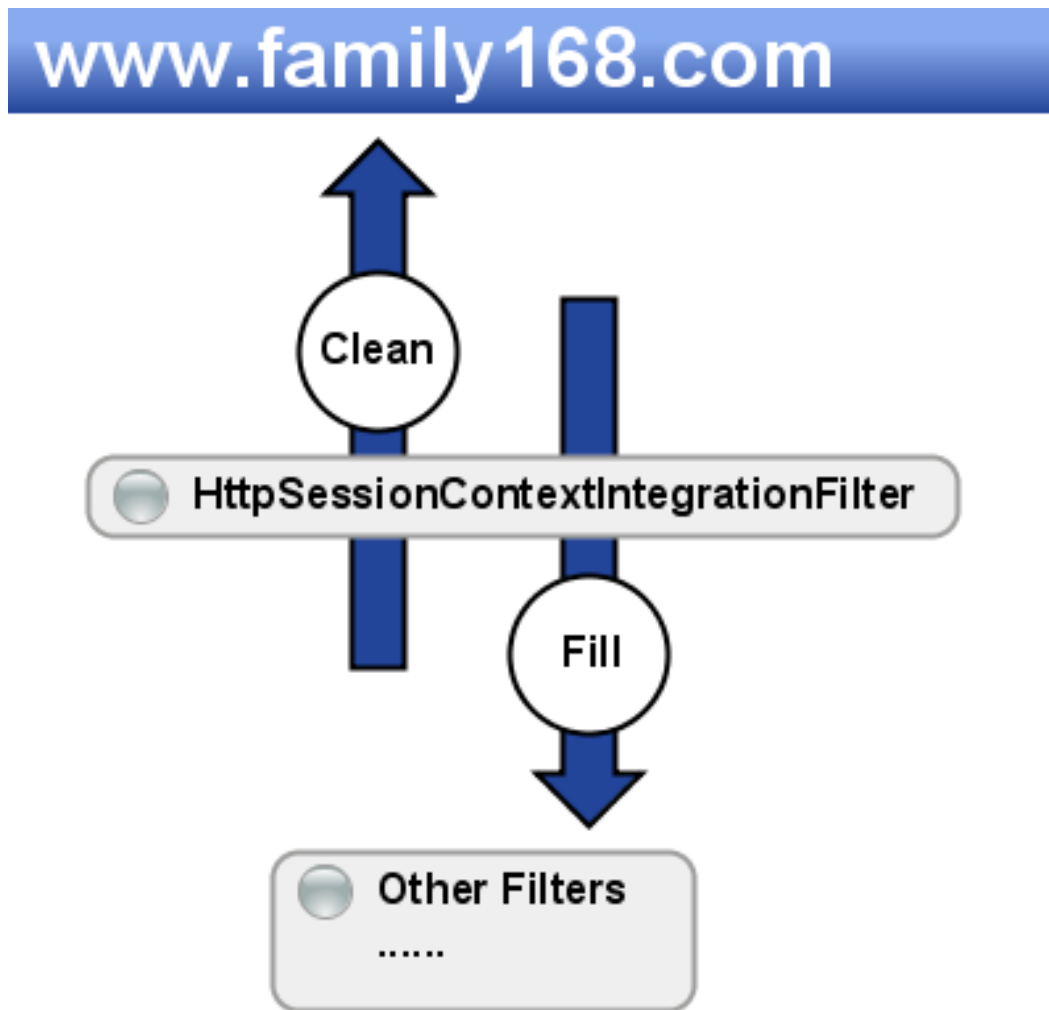 www.family168.com
Clean
HttpSessionContextIntegrationFilter
Fill
Other Filters
......